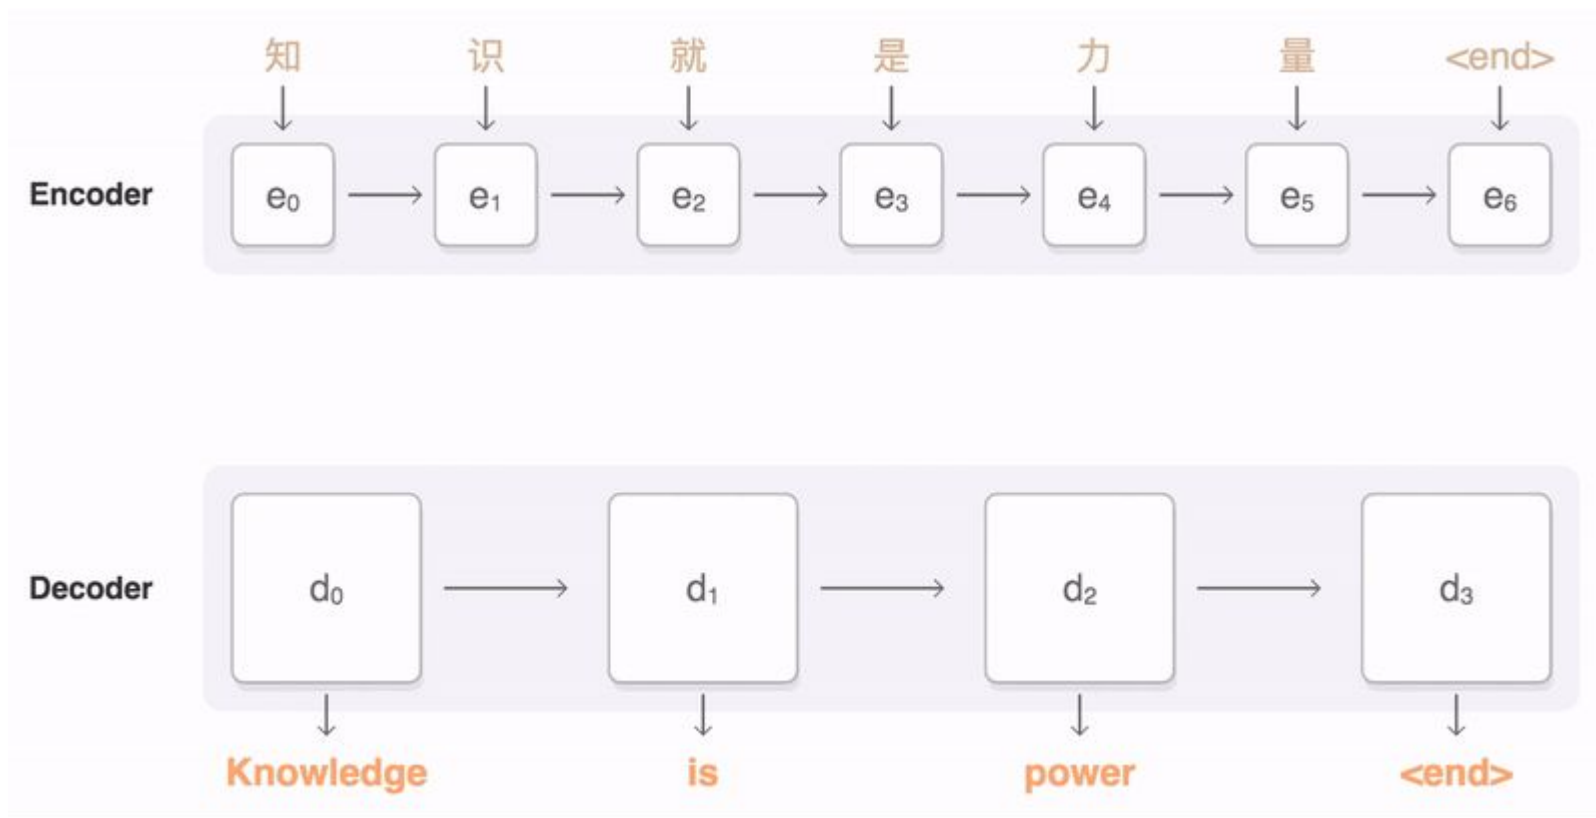 知 识 就 是 力 量 <end>
Encoder e₀ e₁ e₂ e₃ e₄ e₅ e₆
Decoder d₀ d₁ d₂ d₃
Knowledge is power <end>